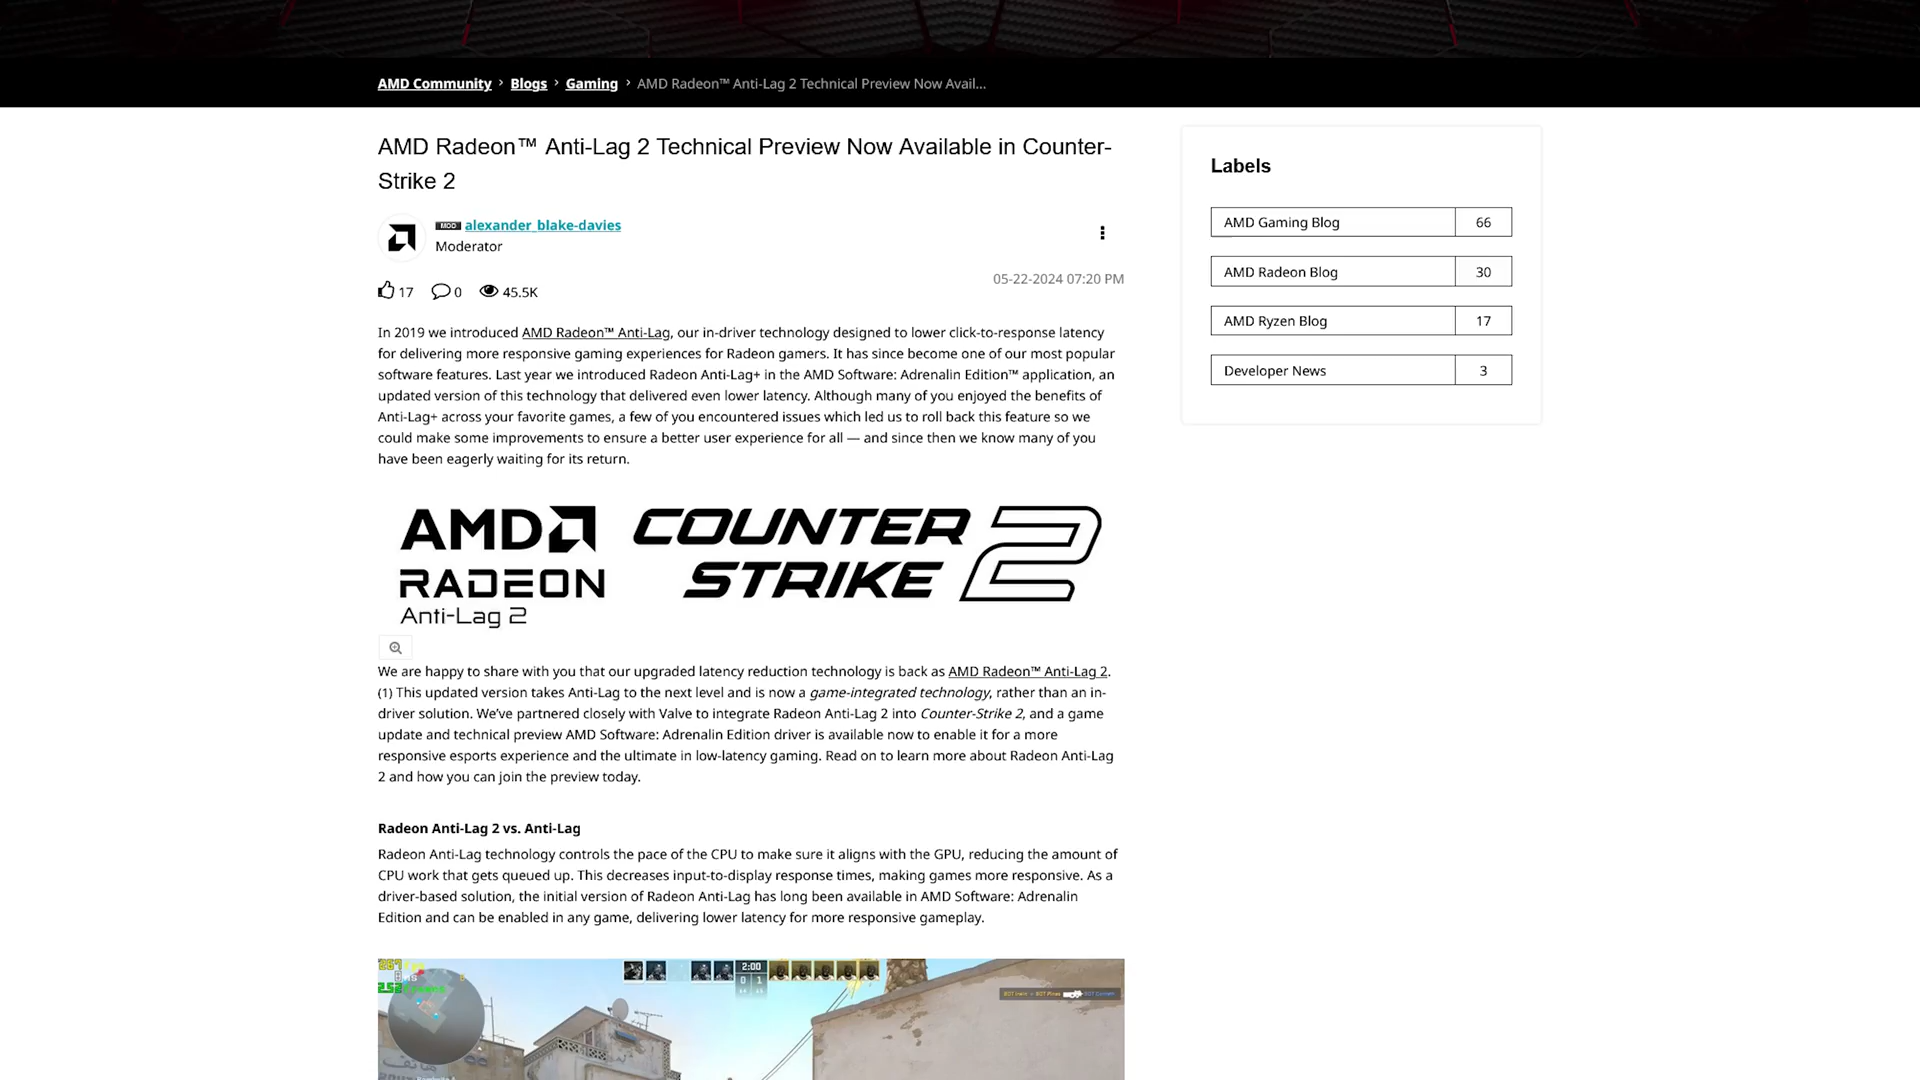 AMD Community › Blogs › Gaming › AMD Radeon™ Anti-Lag 2 Technical Preview Now Avail...
AMD Radeon™ Anti-Lag 2 Technical Preview Now Available in Counter-
Strike 2
MOD alexander_blake-davies
Moderator
05-22-2024 07:20 PM
17 0 45.5K
In 2019 we introduced AMD Radeon™ Anti-Lag, our in-driver technology designed to lower click-to-response latency
for delivering more responsive gaming experiences for Radeon gamers. It has since become one of our most popular
software features. Last year we introduced Radeon Anti-Lag+ in the AMD Software: Adrenalin Edition™ application, an
updated version of this technology that delivered even lower latency. Although many of you enjoyed the benefits of
Anti-Lag+ across your favorite games, a few of you encountered issues which led us to roll back this feature so we
could make some improvements to ensure a better user experience for all — and since then we know many of you
have been eagerly waiting for its return.
AMD
RADEON
Anti-Lag 2
COUNTER
STRIKE 2
We are happy to share with you that our upgraded latency reduction technology is back as AMD Radeon™ Anti-Lag 2.
(1) This updated version takes Anti-Lag to the next level and is now a game-integrated technology, rather than an in-
driver solution. We've partnered closely with Valve to integrate Radeon Anti-Lag 2 into Counter-Strike 2, and a game
update and technical preview AMD Software: Adrenalin Edition driver is available now to enable it for a more
responsive esports experience and the ultimate in low-latency gaming. Read on to learn more about Radeon Anti-Lag
2 and how you can join the preview today.
Radeon Anti-Lag 2 vs. Anti-Lag
Radeon Anti-Lag technology controls the pace of the CPU to make sure it aligns with the GPU, reducing the amount of
CPU work that gets queued up. This decreases input-to-display response times, making games more responsive. As a
driver-based solution, the initial version of Radeon Anti-Lag has long been available in AMD Software: Adrenalin
Edition and can be enabled in any game, delivering lower latency for more responsive gameplay.
2:00
0 1
Labels
AMD Gaming Blog 66
AMD Radeon Blog 30
AMD Ryzen Blog 17
Developer News 3